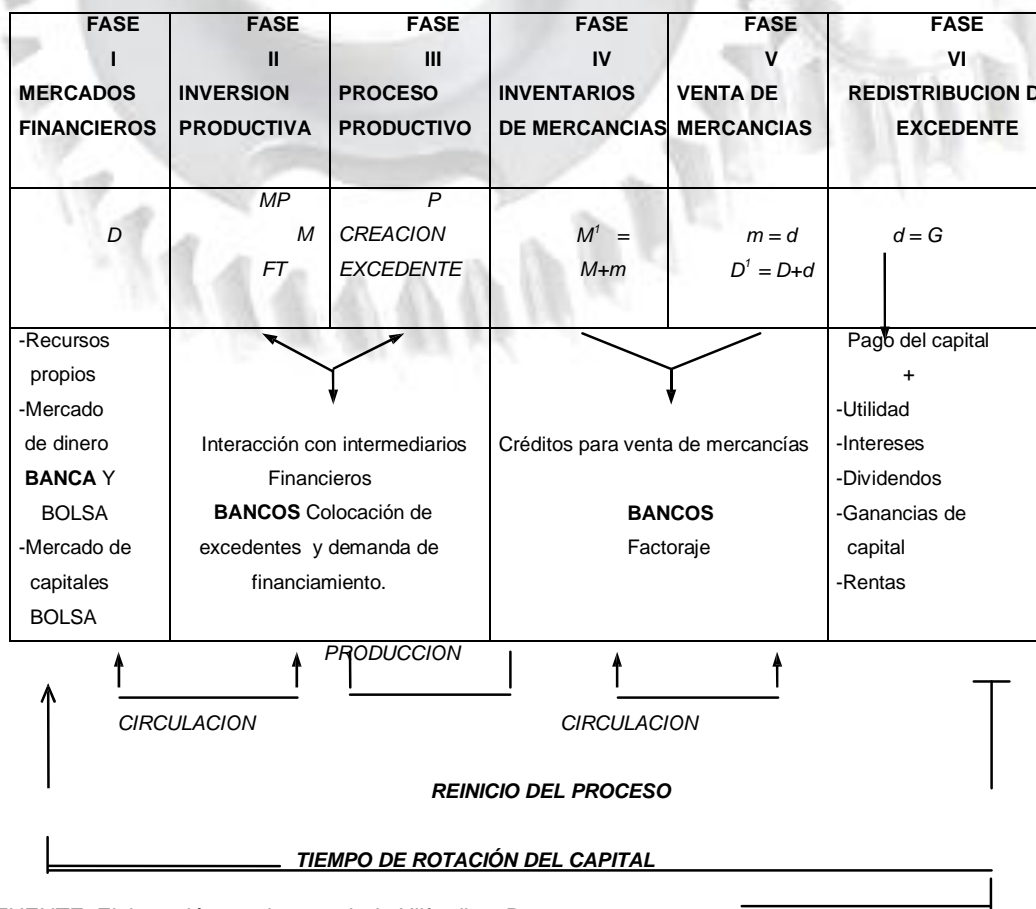 FASE
I
MERCADOS
FINANCIEROS
FASE
II
INVERSION
PRODUCTIVA
FASE
III
PROCESO
PRODUCTIVO
FASE
IV
INVENTARIOS
DE MERCANCIAS
FASE
V
VENTA DE
MERCANCIAS
FASE
VI
REDISTRIBUCION D
EXCEDENTE
D
MP
M
FT
P
CREACION
EXCEDENTE
M¹ =
M+m
m = d
D¹ = D+d
d = G
-Recursos
propios
-Mercado
de dinero
BANCA Y
BOLSA
-Mercado de
capitales
BOLSA
Interacción con intermediarios
Financieros
BANCOS Colocación de
excedentes y demanda de
financiamiento.
Créditos para venta de mercancías
BANCOS
Factoraje
Pago del capital
+
-Utilidad
-Intereses
-Dividendos
-Ganancias de
capital
-Rentas
PRODUCCION
CIRCULACION
CIRCULACION
REINICIO DEL PROCESO
TIEMPO DE ROTACIÓN DEL CAPITAL